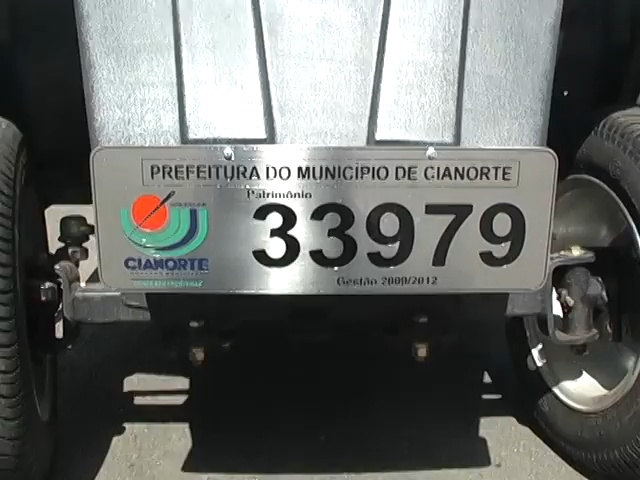 PREFEITURA DO MUNICÍPIO DE CIANORTE
Patrimônio
33979
CIANORTE
Gestão 2009/2012